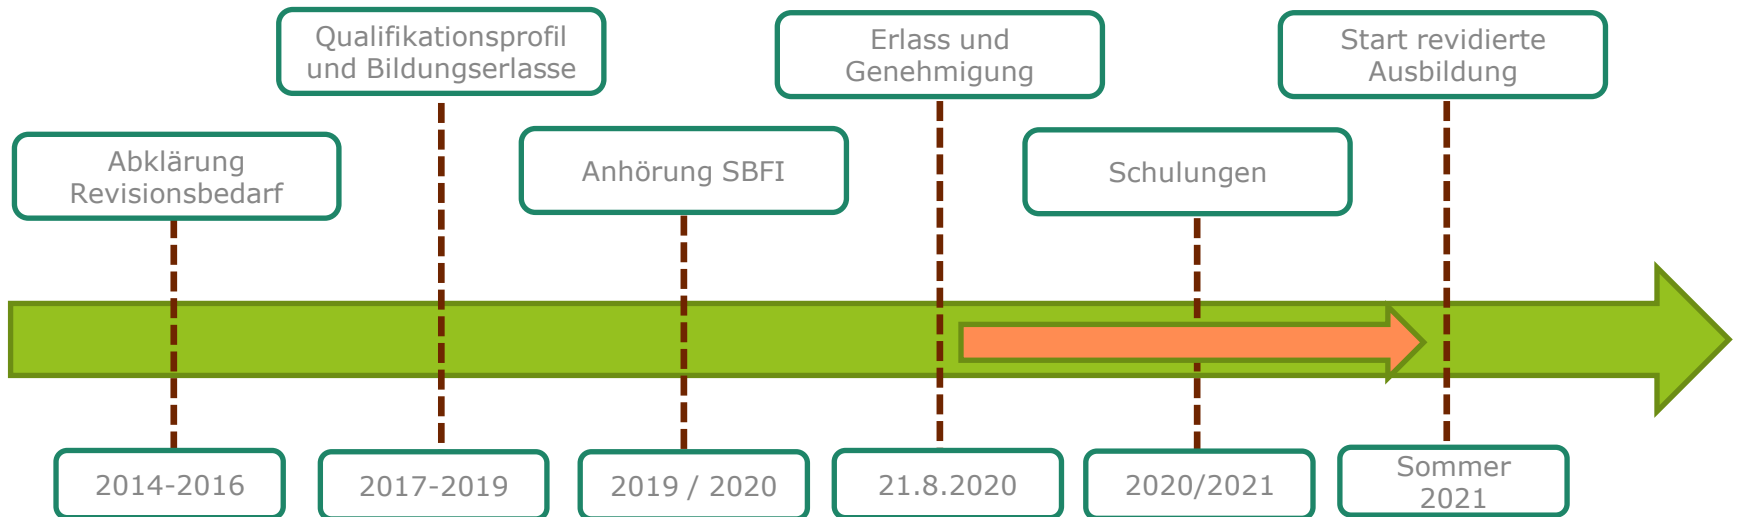 Qualifikationsprofil
und Bildungserlasse
Erlass und
Genehmigung
Start revidierte
Ausbildung
Abklärung
Revisionsbedarf
Anhörung SBFI
Schulungen
2014-2016
2017-2019
2019 / 2020
21.8.2020
2020/2021
Sommer
2021